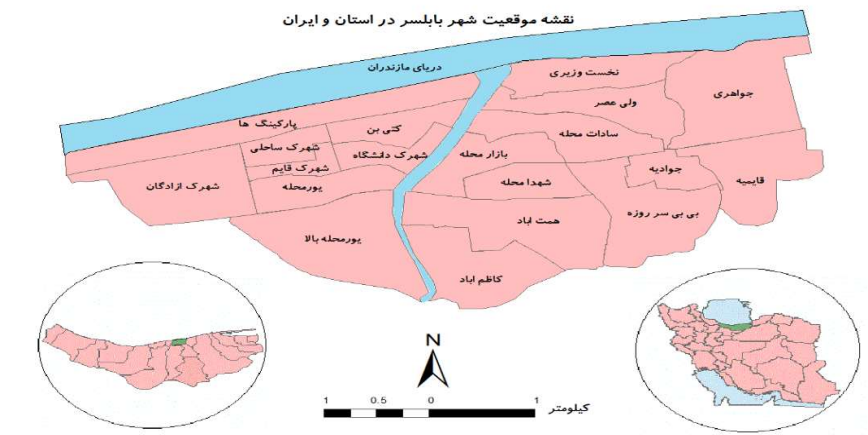 نقشه موقعیت شهر بابلسر در استان و ایران
دریای مازندران
نخست وزیری
جواهری
ولی عصر
پارکینگ ها
کتی بن
سادات محله
شهرک ساحلی
شهرک دانشگاه
بازار محله
شهرک قایم
جوادیه
قایمیه
شهرک ازادگان
یورمحله
شهدا محله
بی بی سر روزه
همت اباد
یورمحله بالا
کاظم اباد
N
1 0.5 0 1 کیلومتر